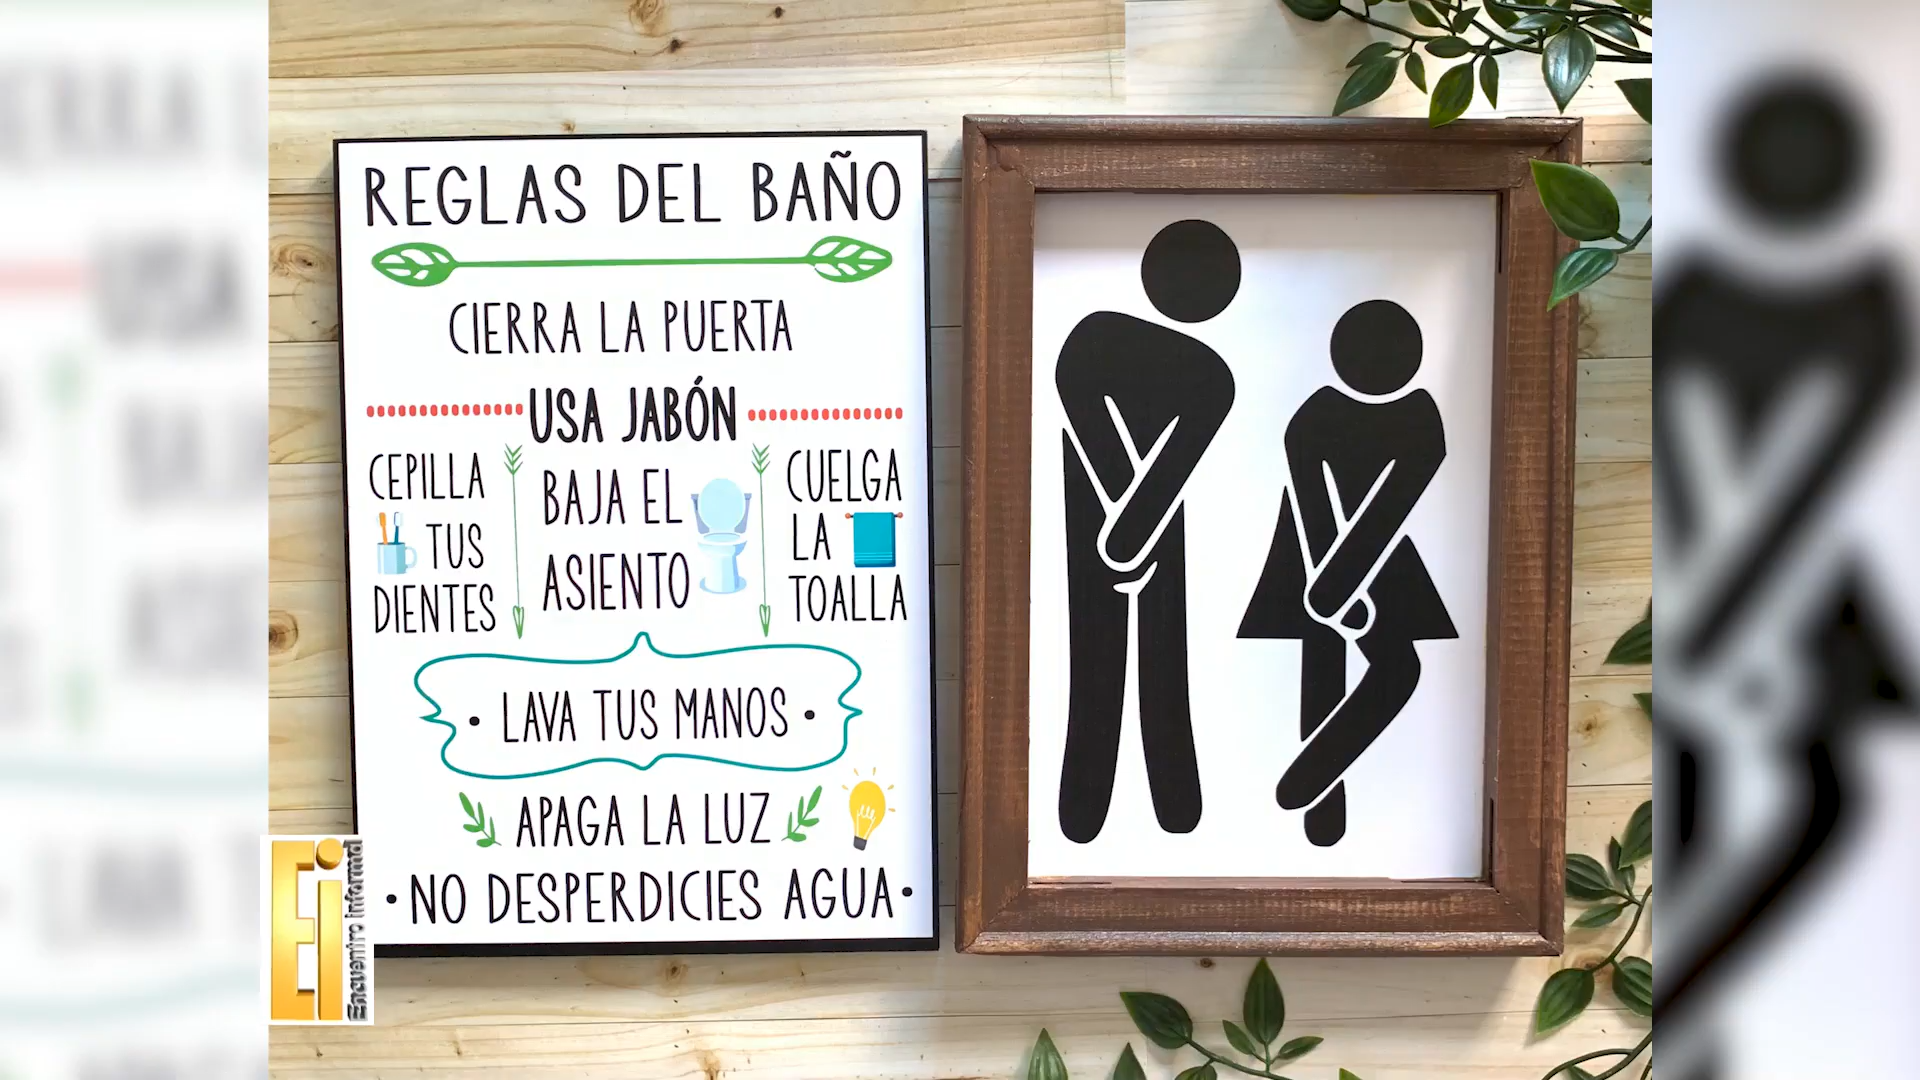 REGLAS DEL BAÑO
CIERRA LA PUERTA
USA JABÓN
CEPILLA
TUS
DIENTES
BAJA EL
ASIENTO
CUELGA
LA
TOALLA
• LAVA TUS MANOS •
APAGA LA LUZ
• NO DESPERDICIES AGUA •
Ei
Encuentro informal